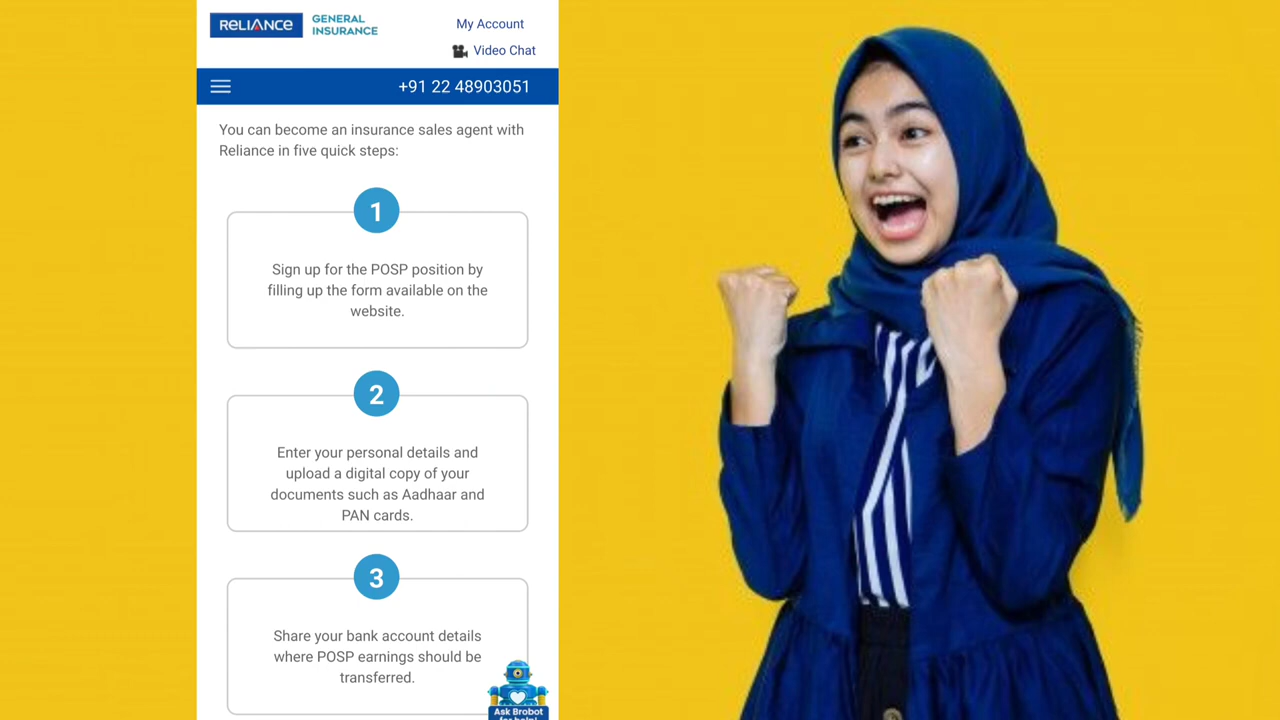 RELIANCE GENERAL
INSURANCE
My Account
Video Chat
+91 22 48903051
You can become an insurance sales agent with
Reliance in five quick steps:
1
Sign up for the POSP position by
filling up the form available on the
website.
2
Enter your personal details and
upload a digital copy of your
documents such as Aadhaar and
PAN cards.
3
Share your bank account details
where POSP earnings should be
transferred.
Ask Brobot
for help!